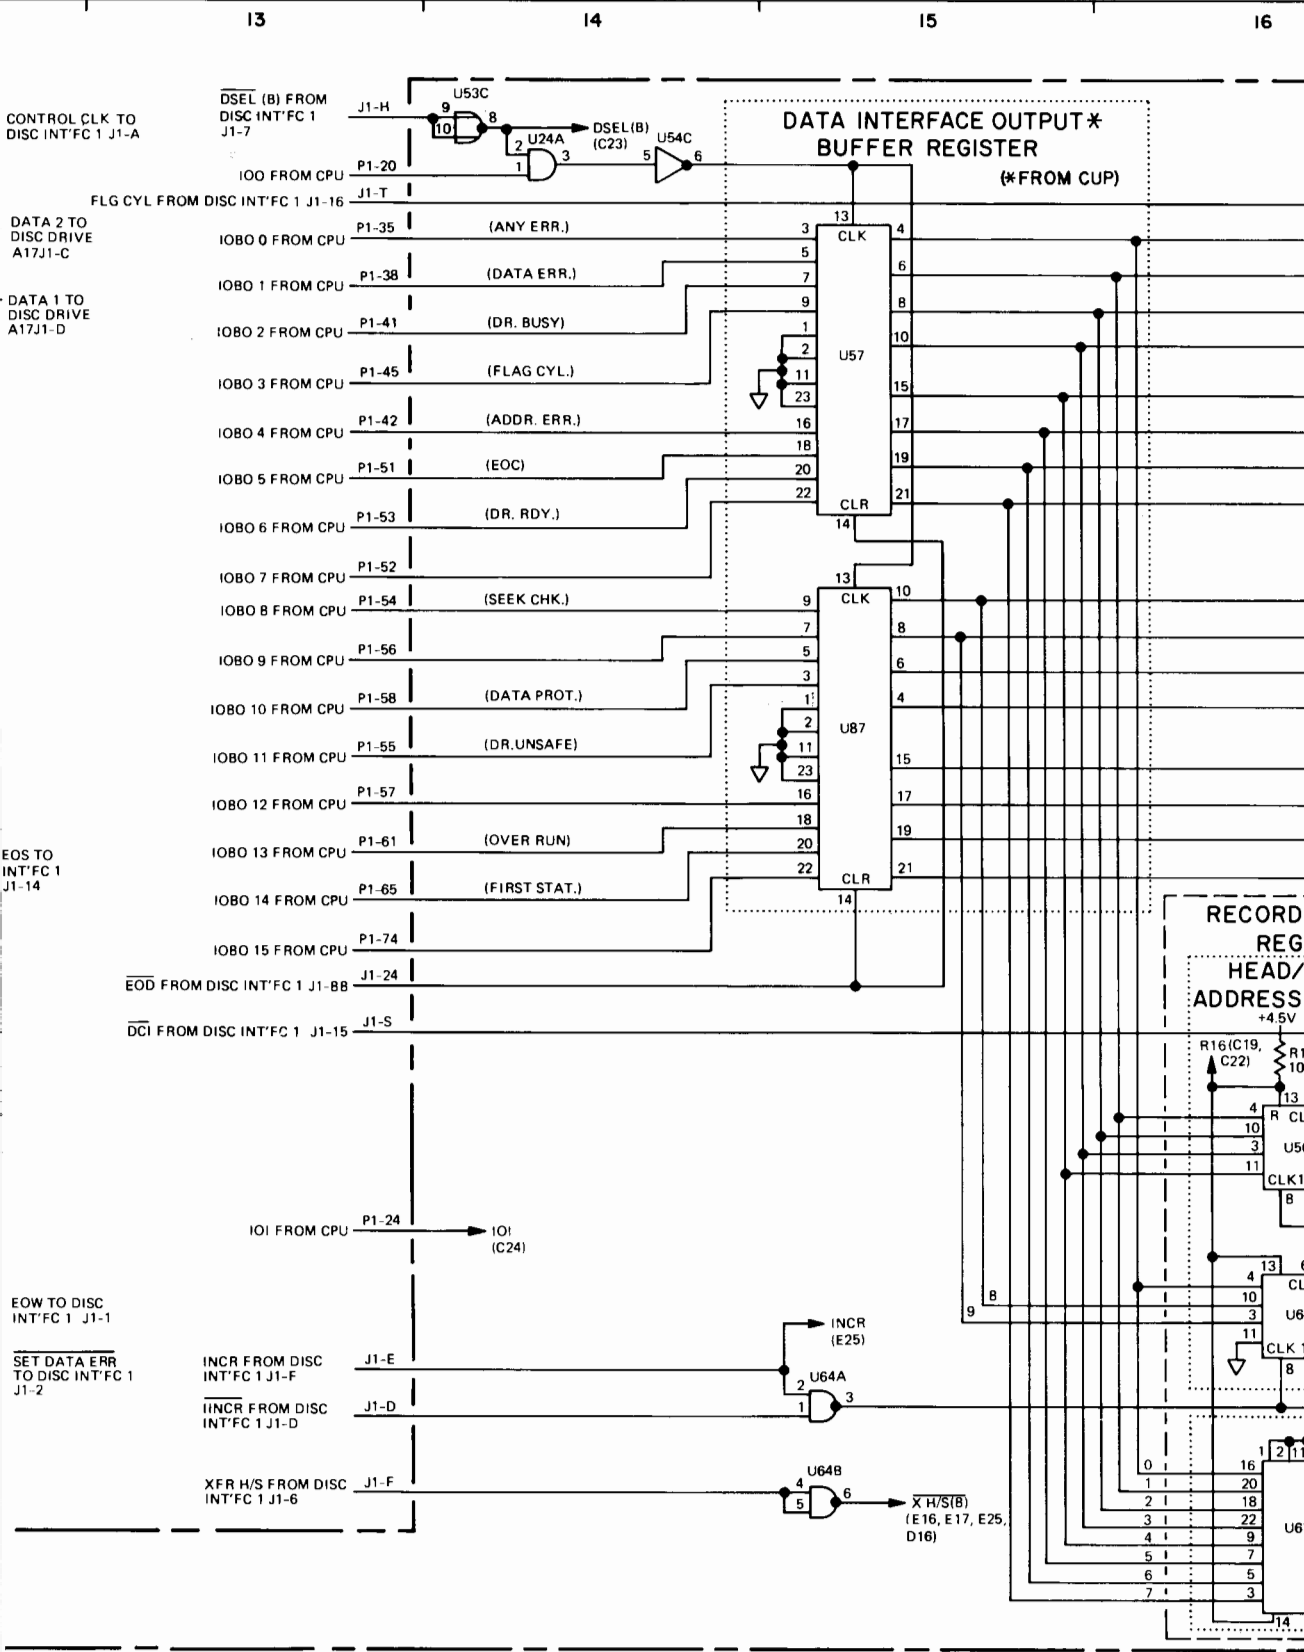 13
14
15
16
CONTROL CLK TO
DISC INT'FC 1 J1-A
DSEL (B) FROM
DISC INT'FC 1
J1-7
J1-H
U53C
9
10
8
DSEL(B)
(C23)
U24A
2
1
3
U54C
5
6
DATA INTERFACE OUTPUT*
BUFFER REGISTER
(*FROM CUP)
IOO FROM CPU
P1-20
FLG CYL FROM DISC INT'FC 1 J1-16
J1-T
DATA 2 TO
DISC DRIVE
A17J1-C
DATA 1 TO
DISC DRIVE
A17J1-D
IOBO 0 FROM CPU
P1-35
(ANY ERR.)
IOBO 1 FROM CPU
P1-38
(DATA ERR.)
IOBO 2 FROM CPU
P1-41
(DR. BUSY)
IOBO 3 FROM CPU
P1-45
(FLAG CYL.)
IOBO 4 FROM CPU
P1-42
(ADDR. ERR.)
IOBO 5 FROM CPU
P1-51
(EOC)
IOBO 6 FROM CPU
P1-53
(DR. RDY.)
IOBO 7 FROM CPU
P1-52
13
CLK
3
5
7
9
1
2
11
23
16
18
20
22
U57
CLR
14
4
6
8
10
15
17
19
21
IOBO 8 FROM CPU
P1-54
(SEEK CHK.)
IOBO 9 FROM CPU
P1-56
IOBO 10 FROM CPU
P1-58
(DATA PROT.)
IOBO 11 FROM CPU
P1-55
(DR.UNSAFE)
IOBO 12 FROM CPU
P1-57
IOBO 13 FROM CPU
P1-61
(OVER RUN)
IOBO 14 FROM CPU
P1-65
(FIRST STAT.)
IOBO 15 FROM CPU
P1-74
13
CLK
9
7
5
3
1
2
11
23
16
18
20
22
U87
CLR
14
10
8
6
4
15
17
19
21
EOS TO
INT'FC 1
J1-14
EOD FROM DISC INT'FC 1 J1-BB
J1-24
DCI FROM DISC INT'FC 1 J1-15
J1-S
RECORD
REG
HEAD/
ADDRESS
+4.5V
R16(C19,
C22)
R1
10
13
4
R CL
10
3
U5
11
CLK1
8
IOI FROM CPU
P1-24
IOI
(C24)
13
6
4
CL
10
3
U6
11
CLK 1
8
8
9
EOW TO DISC
INT'FC 1 J1-1
SET DATA ERR
TO DISC INT'FC 1
J1-2
INCR
(E25)
INCR FROM DISC
INT'FC 1 J1-F
J1-E
U64A
2
1
3
IINCR FROM DISC
INT'FC 1 J1-D
J1-D
XFR H/S FROM DISC
INT'FC 1 J1-6
J1-F
U64B
4
5
6
X H/S(B)
(E16, E17, E25,
D16)
1
2
11
0
16
1
20
2
18
3
22
U6
4
9
5
7
6
5
7
3
14